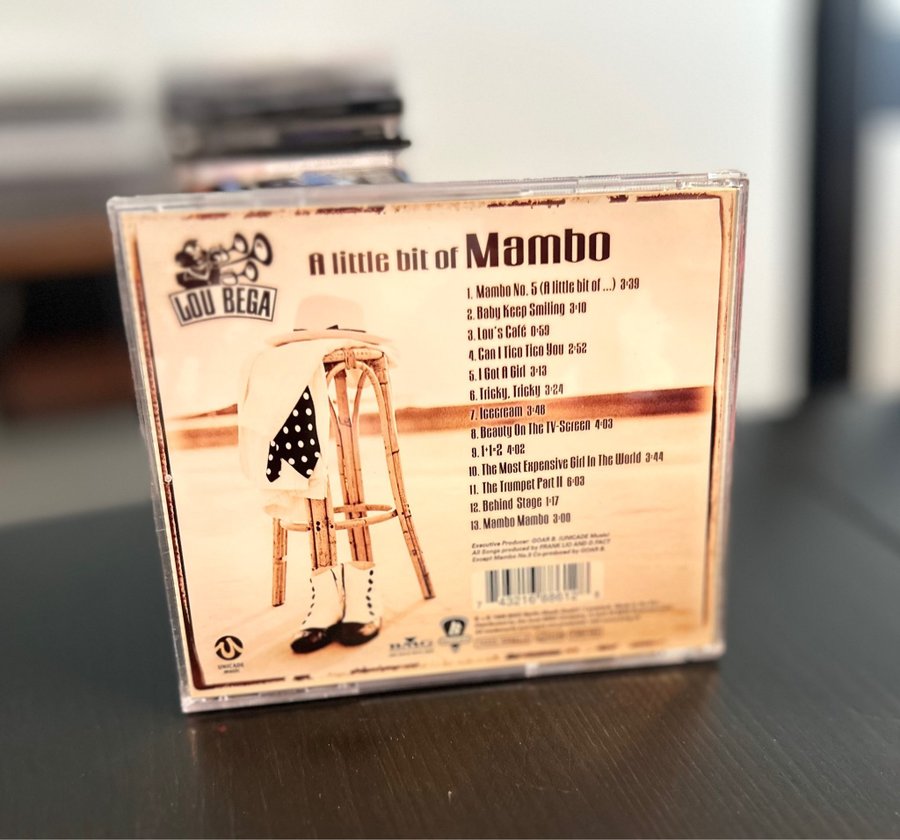 LOU BEGA
A little bit of Mambo
1. Mambo No. 5 (A little bit of ...) 3:39
2. Baby Keep Smiling 3:10
3. Lou's Café 0:59
4. Can I Tico Tico You 2:52
5. I Got A Girl 3:13
6. Tricky, Tricky 3:24
7. Icecream 3:48
8. Beauty On The TV-Screen 4:03
9. 1+1=2 4:02
10. The Most Expensive Girl In The World 3:44
11. The Trumpet Part II 6:03
12. Behind Stage 1:17
13. Mambo Mambo 3:00
Executive Producer: GOAR B. (UNICADE Music)
All Songs produced by FRANK LIO AND D.FACT
Except Mambo No.5 Co-produced by GOAR B.
UNICADE
MUSIC
BMG